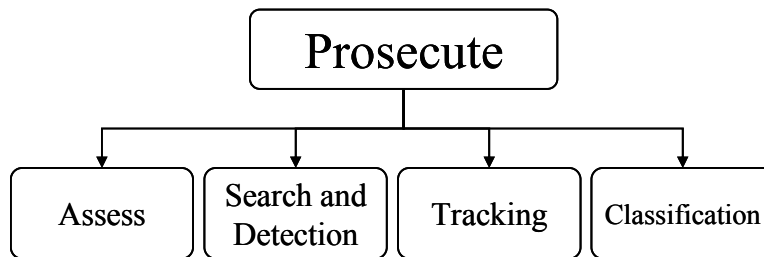 Prosecute
Assess
Search and
Detection
Tracking
Classification